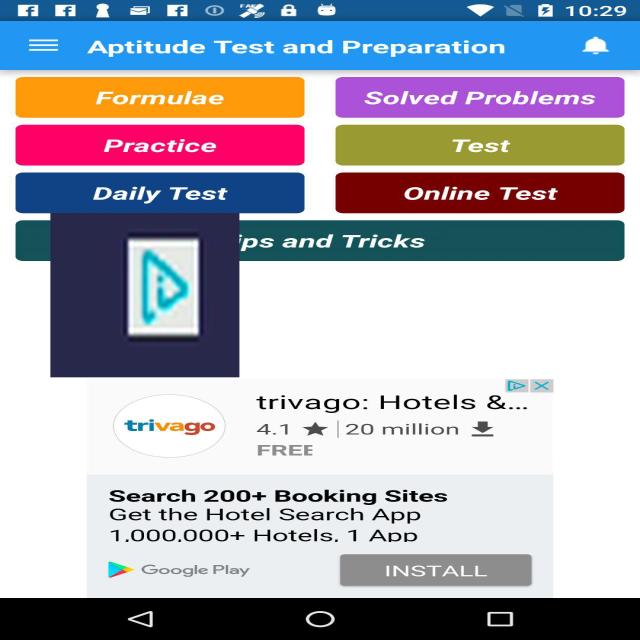 10:29
Aptitude Test and Preparation
Formulae
Solved Problems
Practice
Test
Daily Test
Online Test
and Tricks
trivago
trivago: Hotels &...
4.1 ★ | 20 million
FREE
Search 200+ Booking Sites
Get the Hotel Search App
1,000,000+ Hotels, 1 App
Google Play
INSTALL